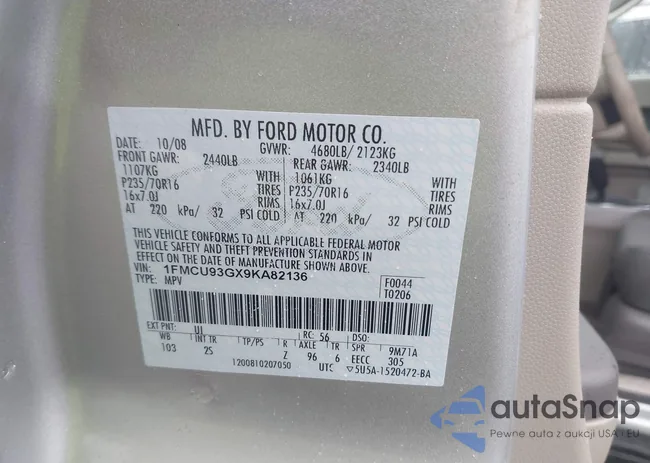 MFD. BY FORD MOTOR CO.
DATE: 10/08 GVWR: 4680LB/ 2123KG
FRONT GAWR: 2440LB REAR GAWR: 2340LB
1107KG WITH 1061KG WITH
P235/70R16 TIRES P235/70R16 TIRES
16x7.0J RIMS 16x7.0J RIMS
AT 220 kPa/ 32 PSI COLD AT 220 kPa/ 32 PSI COLD
THIS VEHICLE CONFORMS TO ALL APPLICABLE FEDERAL MOTOR
VEHICLE SAFETY AND THEFT PREVENTION STANDARDS
IN EFFECT ON THE DATE OF MANUFACTURE SHOWN ABOVE.
VIN: 1FMCU93GX9KA82136 F0044
TYPE: MPV T0206
EXT PNT: UI RC: 56 DSO:
WB INT TR TP/PS R AXLE TR SPR 9M71A
103 2S Z 96 6 EECC 305
1200810207050 UTC ▽5U5A-1520472-BA
autoSnap
Pewne auta z aukcji USA i EU